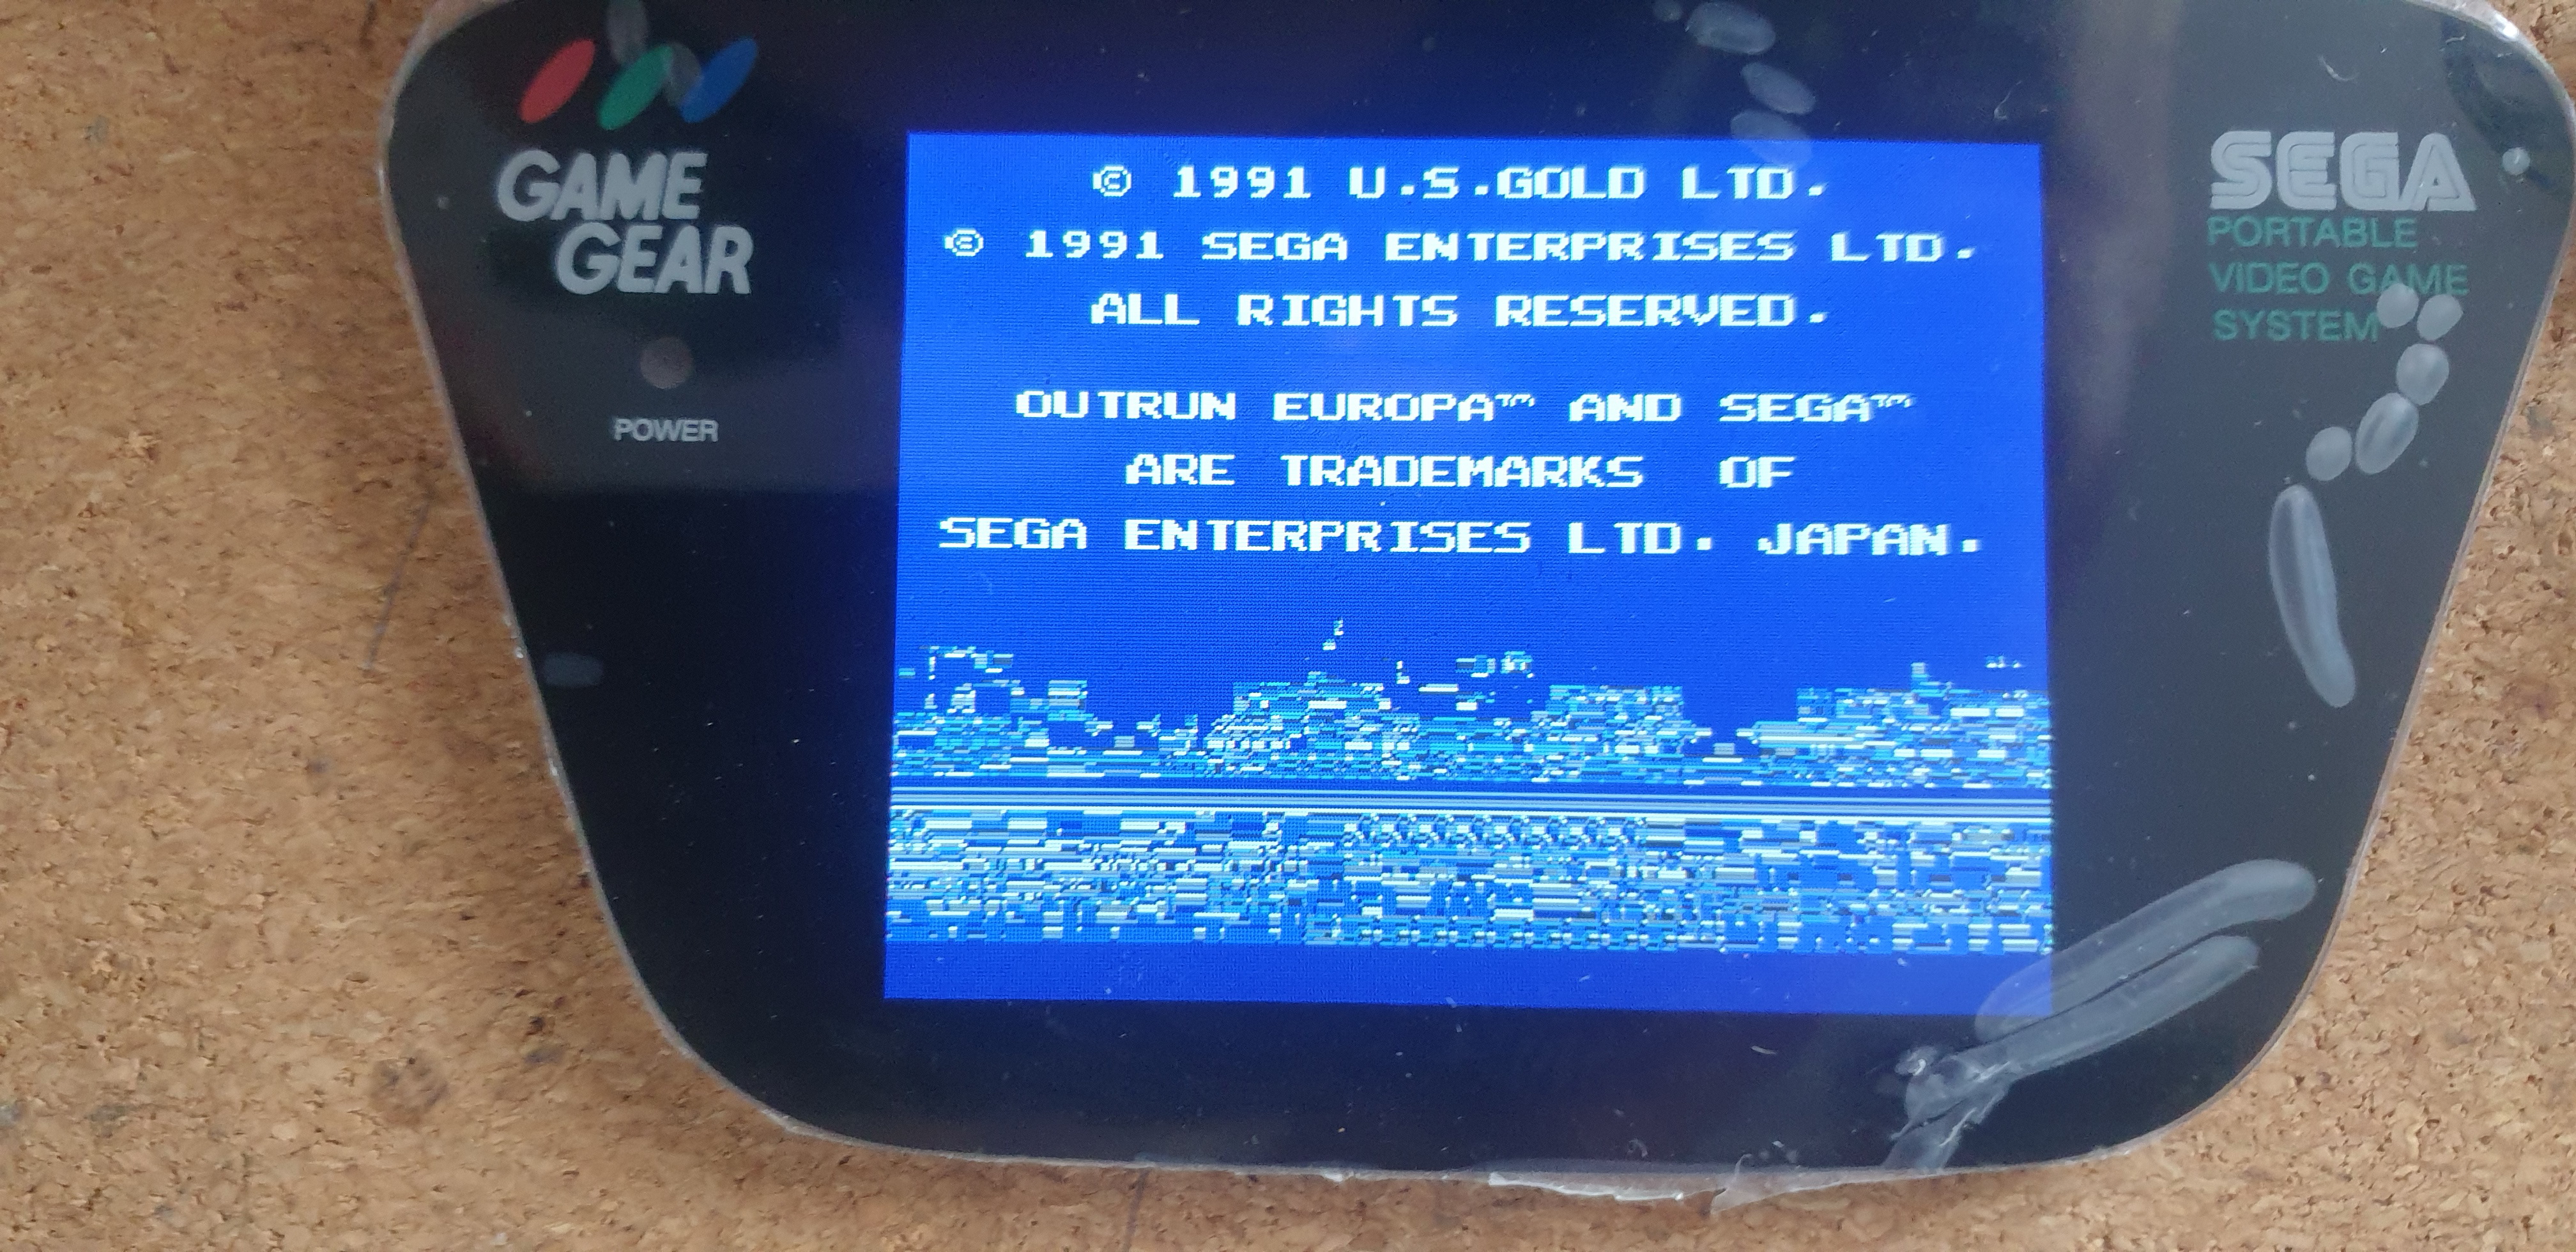 GAME
GEAR
POWER
© 1991 U.S.GOLD LTD.
© 1991 SEGA ENTERPRISES LTD.
ALL RIGHTS RESERVED.
OUTRUN EUROPA™ AND SEGA™
ARE TRADEMARKS OF
SEGA ENTERPRISES LTD. JAPAN.
SEGA
PORTABLE
VIDEO GAME
SYSTEM